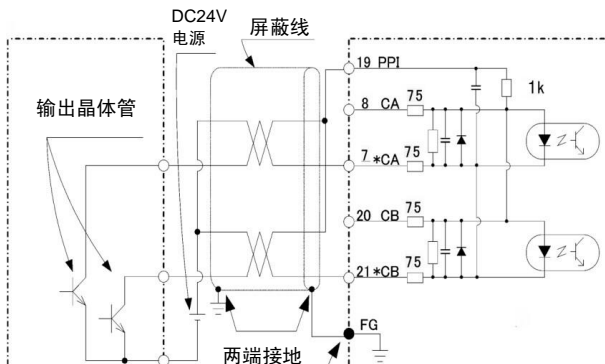 DC24V
电源
屏蔽线
输出晶体管
19 PPI
1k
8 CA 75
7 *CA 75
20 CB 75
21 *CB 75
FG
两端接地